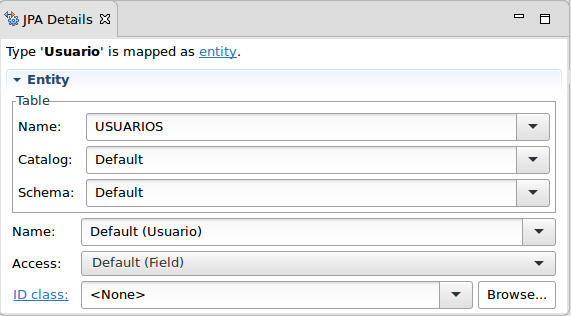 JPA Details
Type 'Usuario' is mapped as entity.
Entity
Table
Name: USUARIOS
Catalog: Default
Schema: Default
Name: Default (Usuario)
Access: Default (Field)
ID class: <None> Browse...